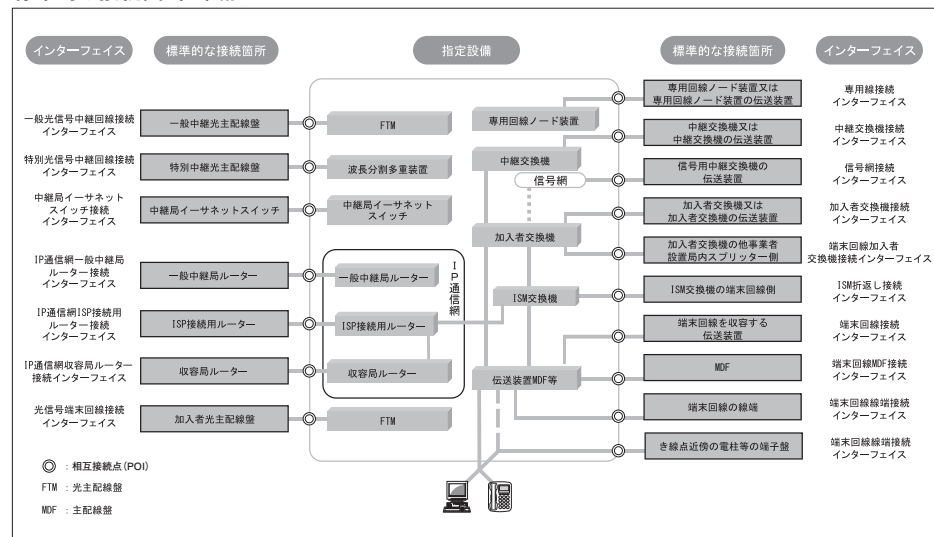 インターフェイス
標準的な接続箇所
指定設備
標準的な接続箇所
インターフェイス
一般光信号中継回線接続
インターフェイス
一般中継光主配線盤
FTM
特別光信号中継回線接続
インターフェイス
特別中継光主配線盤
波長分割多重装置
中継局イーサネット
スイッチ接続
インターフェイス
中継局イーサネットスイッチ
中継局イーサネット
スイッチ
IP通信網一般中継局
ルーター接続
インターフェイス
一般中継局ルーター
一般中継局ルーター
IP通信網
IP通信網ISP接続用
ルーター接続
インターフェイス
ISP接続用ルーター
ISP接続用ルーター
IP通信網収容局ルーター
接続インターフェイス
収容局ルーター
収容局ルーター
光信号端末回線接続
インターフェイス
加入者光主配線盤
FTM
専用回線ノード装置
中継交換機
信号網
加入者交換機
ISM交換機
伝送装置MDF等
専用回線ノード装置又は
専用回線ノード装置の伝送装置
専用線接続
インターフェイス
中継交換機又は
中継交換機の伝送装置
中継交換機接続
インターフェイス
信号用中継交換機の
伝送装置
信号網接続
インターフェイス
加入者交換機又は
加入者交換機の伝送装置
加入者交換機接続
インターフェイス
加入者交換機の他事業者
設置局内スプリッター側
端末回線加入者
交換機接続インターフェイス
ISM交換機の端末回線側
ISM折返し接続
インターフェイス
端末回線を収容する
伝送装置
端末回線接続
インターフェイス
MDF
端末回線MDF接続
インターフェイス
端末回線の線端
端末回線線端接続
インターフェイス
き線点近傍の電柱等の端子盤
端末回線線端接続
インターフェイス
◎ :相互接続点(POI)
FTM :光主配線盤
MDF :主配線盤